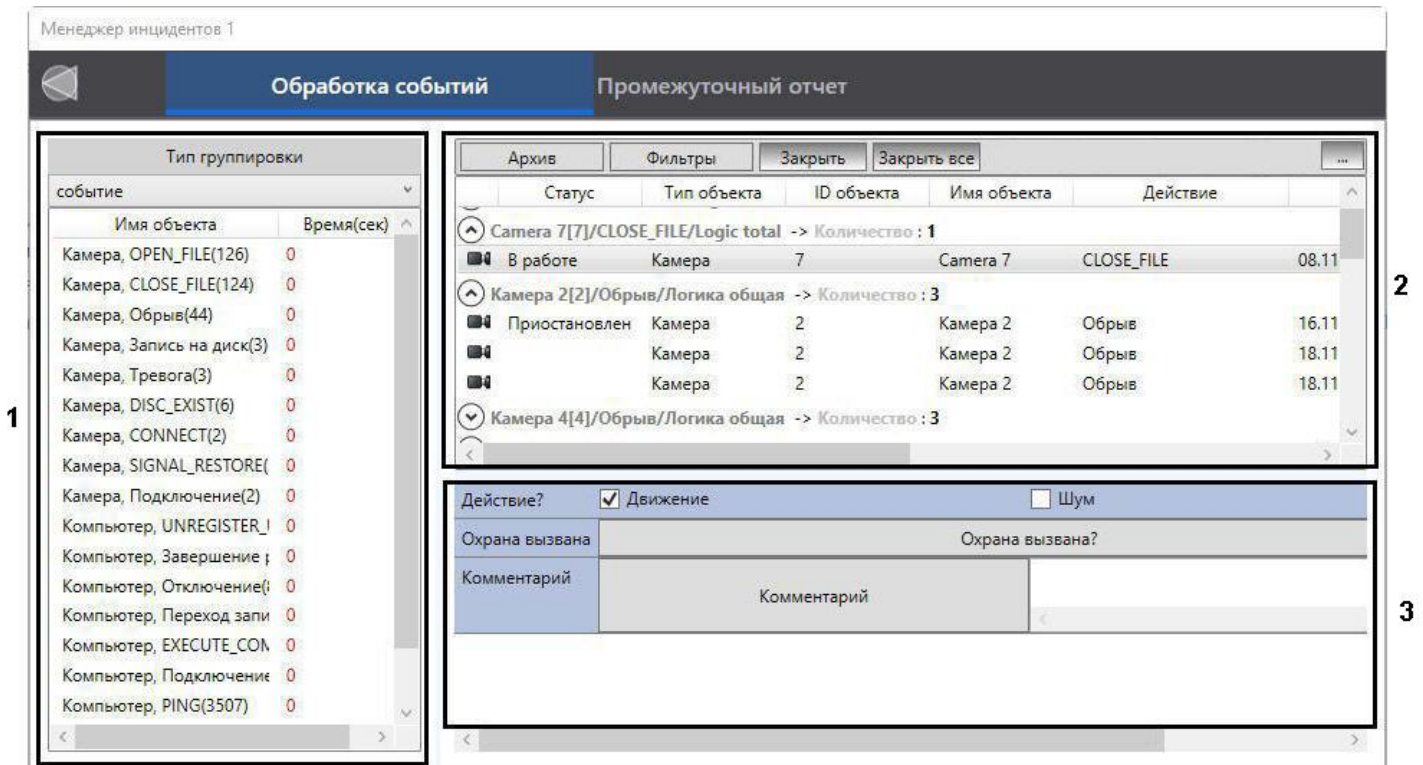 Менеджер инцидентов 1
Обработка событий Промежуточный отчет
1
Тип группировки
событие
Имя объекта Время(сек)
Камера, OPEN_FILE(126) 0
Камера, CLOSE_FILE(124) 0
Камера, Обрыв(44) 0
Камера, Запись на диск(3) 0
Камера, Тревога(3) 0
Камера, DISC_EXIST(6) 0
Камера, CONNECT(2) 0
Камера, SIGNAL_RESTORE( 0
Камера, Подключение(2) 0
Компьютер, UNREGISTER_ 0
Компьютер, Завершение 0
Компьютер, Отключение( 0
Компьютер, Переход запи 0
Компьютер, EXECUTE_COM 0
Компьютер, Подключение 0
Компьютер, PING(3507) 0
2
Архив Фильтры Закрыть Закрыть все ...
Статус Тип объекта ID объекта Имя объекта Действие
Camera 7[7]/CLOSE_FILE/Logic total -> Количество : 1
В работе Камера 7 Camera 7 CLOSE_FILE 08.11
Камера 2[2]/Обрыв/Логика общая -> Количество : 3
Приостановлен Камера 2 Камера 2 Обрыв 16.11
Камера 2 Камера 2 Обрыв 18.11
Камера 2 Камера 2 Обрыв 18.11
Камера 4[4]/Обрыв/Логика общая -> Количество : 3
3
Действие? Движение Шум
Охрана вызвана Охрана вызвана?
Комментарий Комментарий